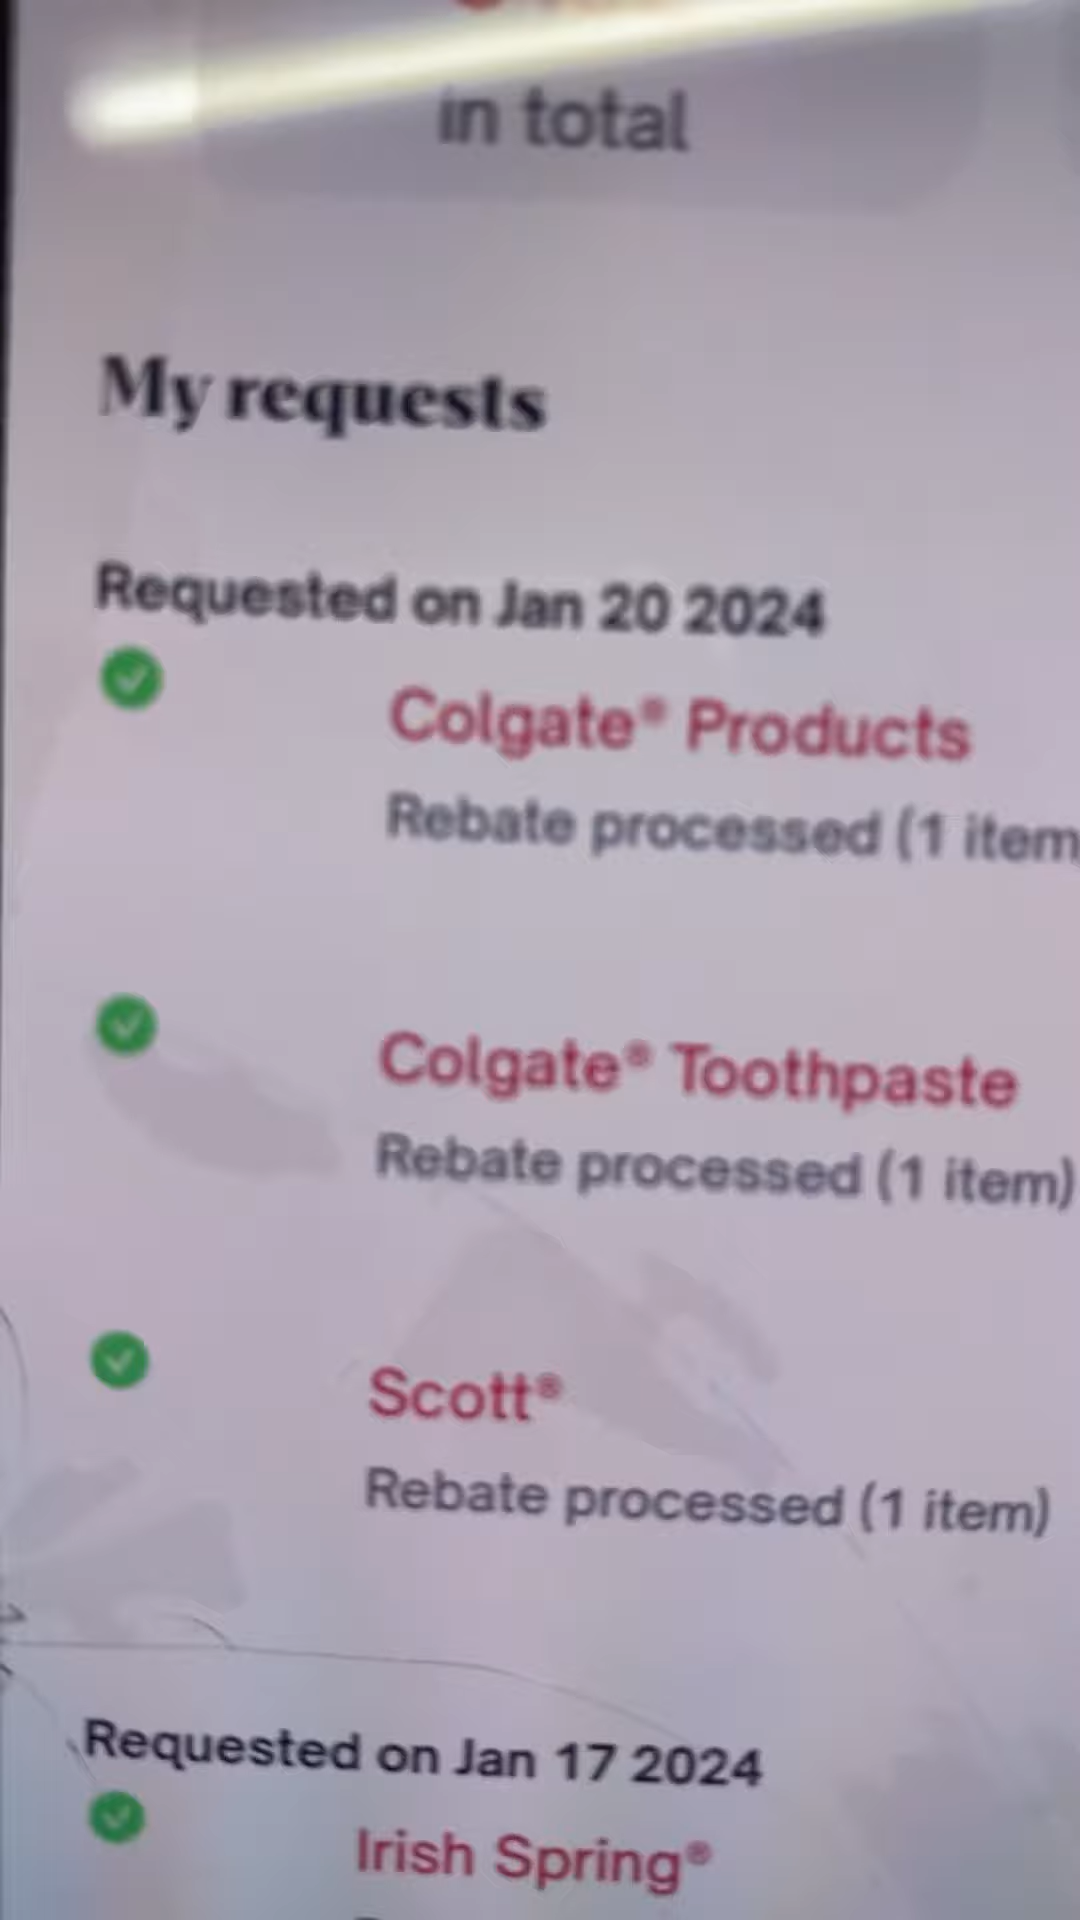 in total
My requests
Requested on Jan 20 2024
Colgate® Products
Rebate processed (1 item
Colgate® Toothpaste
Rebate processed (1 item)
Scott®
Rebate processed (1 item)
Requested on Jan 17 2024
Irish Spring®